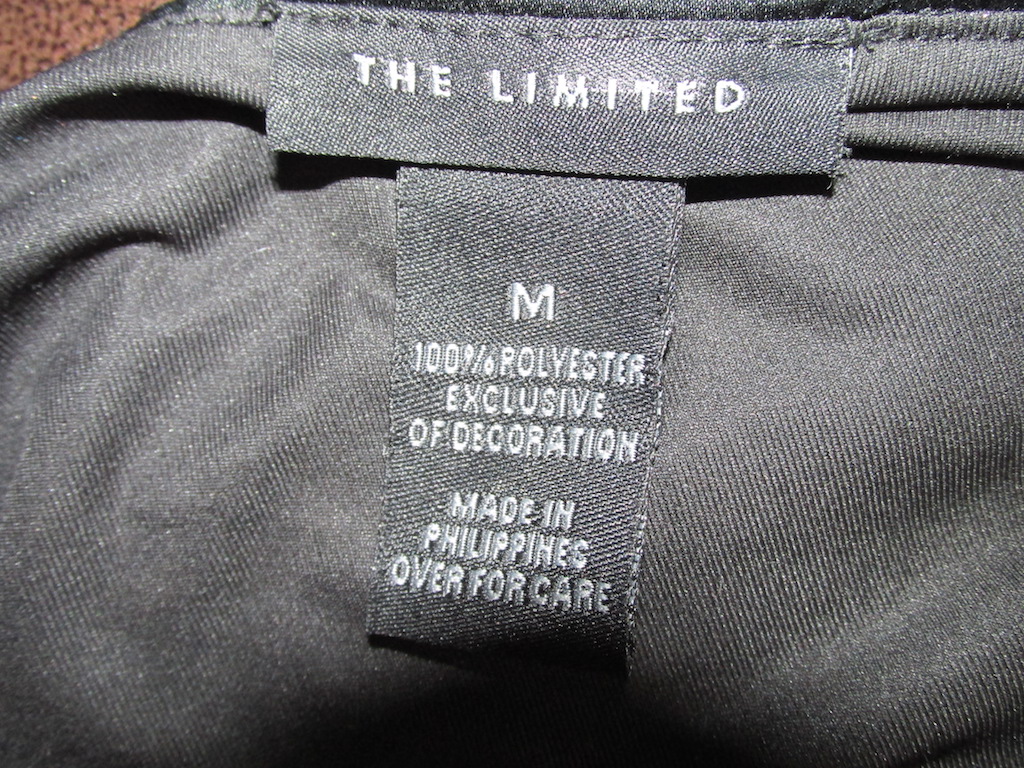 THE LIMITED
M
100% POLYESTER
EXCLUSIVE
OF DECORATION
MADE IN
PHILIPPINES
OVER FOR CARE